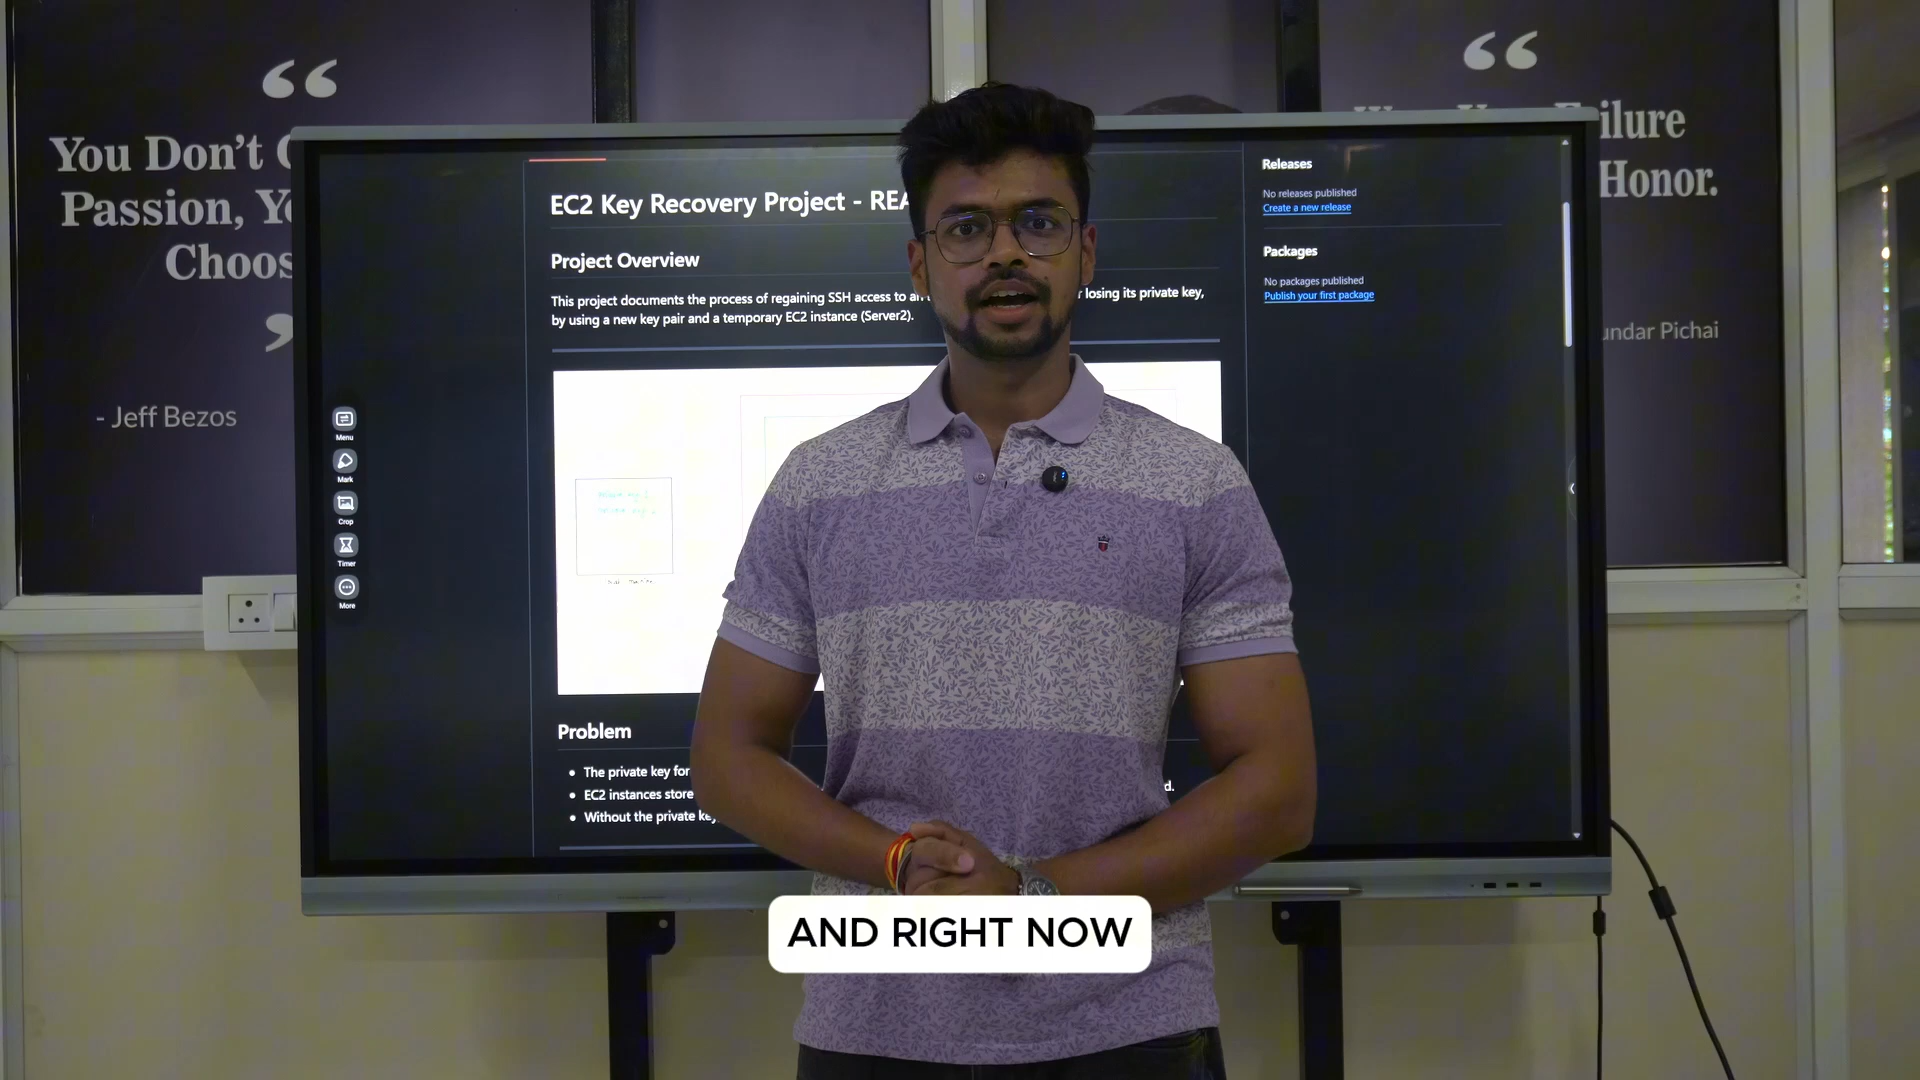 “
You Don’t
Passion,
Choos
- Jeff Bezos
“
Failure
Honor.
undar Pichai
EC2 Key Recovery Project - REA
Project Overview
This project documents the process of regaining SSH access to an
r losing its private key,
by using a new key pair and a temporary EC2 instance (Server2).
Problem
• The private key for
• EC2 instances store
d.
• Without the private key
Releases
No releases published
Create a new release
Packages
No packages published
Publish your first package
Menu
Mark
Crop
Timer
More
AND RIGHT NOW